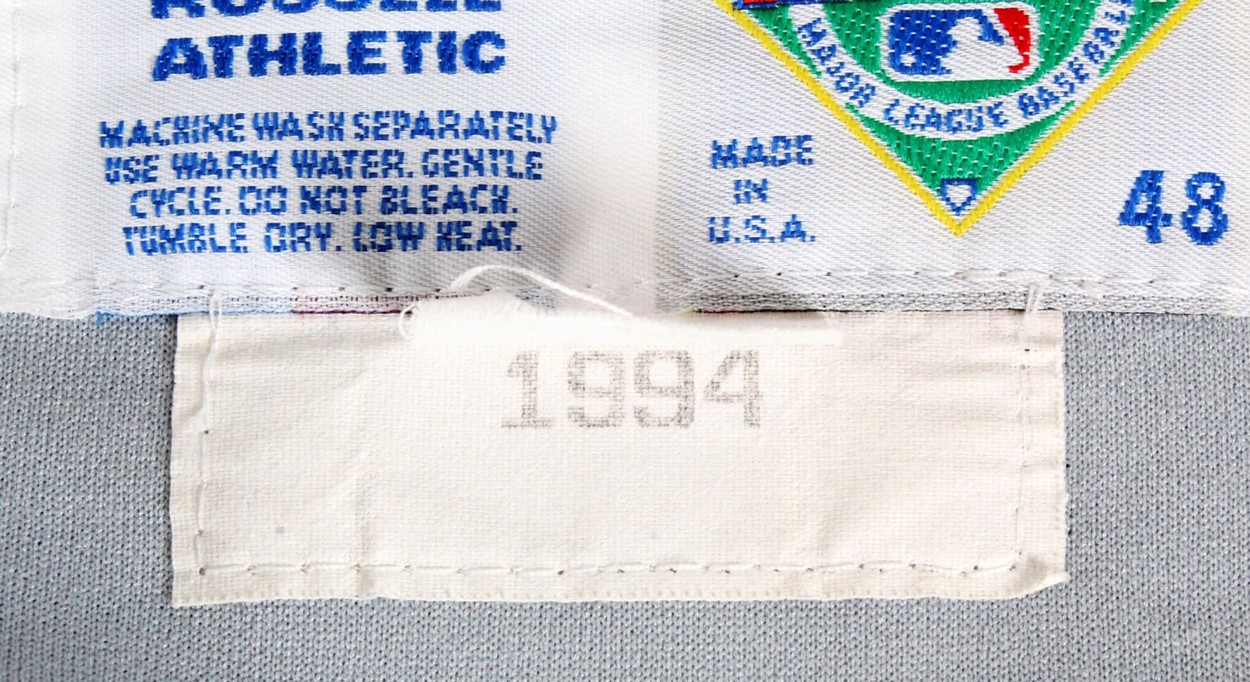 RUSSELL
ATHLETIC
MACHINE WASH SEPARATELY
USE WARM WATER. GENTLE
CYCLE. DO NOT BLEACH.
TUMBLE DRY. LOW HEAT.
MAJOR LEAGUE BASEBALL
MADE
IN
U.S.A.
48
1994